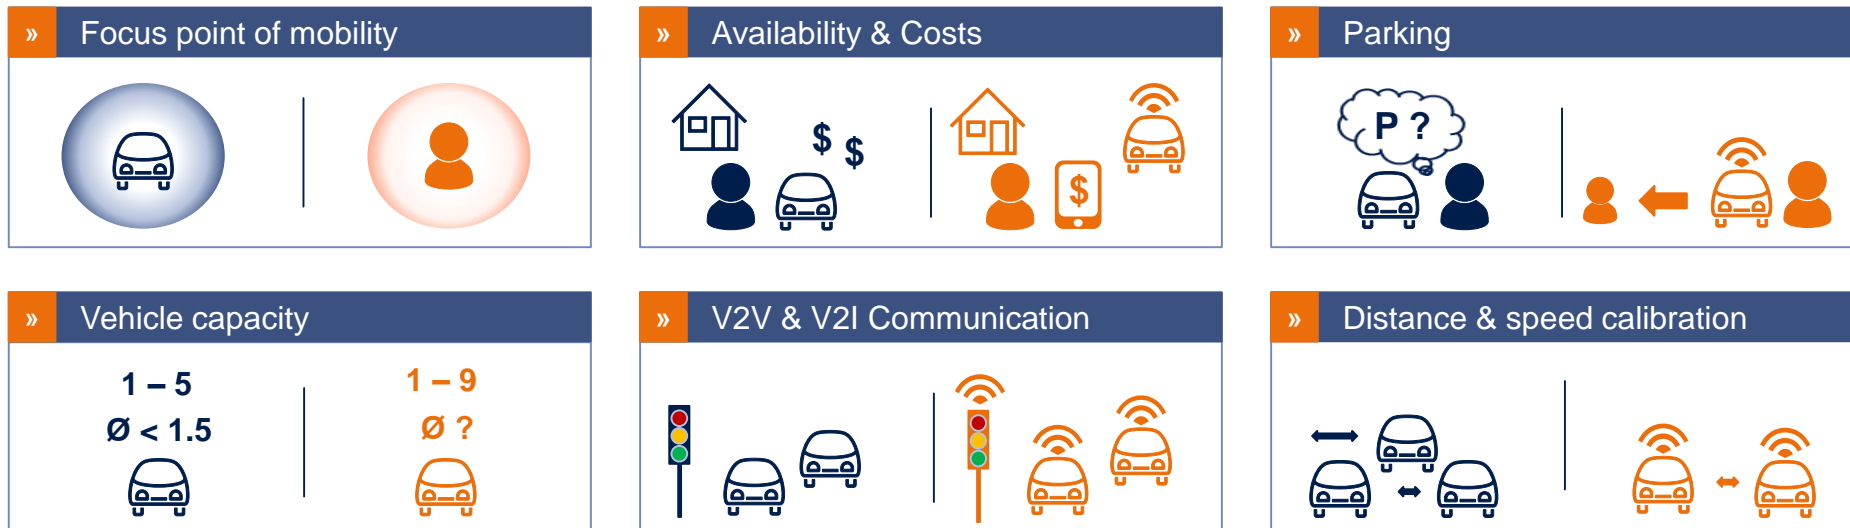 » Focus point of mobility
» Availability & Costs
$ $
$
» Parking
P ?
» Vehicle capacity
1 – 5
Ø < 1.5
1 – 9
Ø ?
» V2V & V2I Communication
» Distance & speed calibration